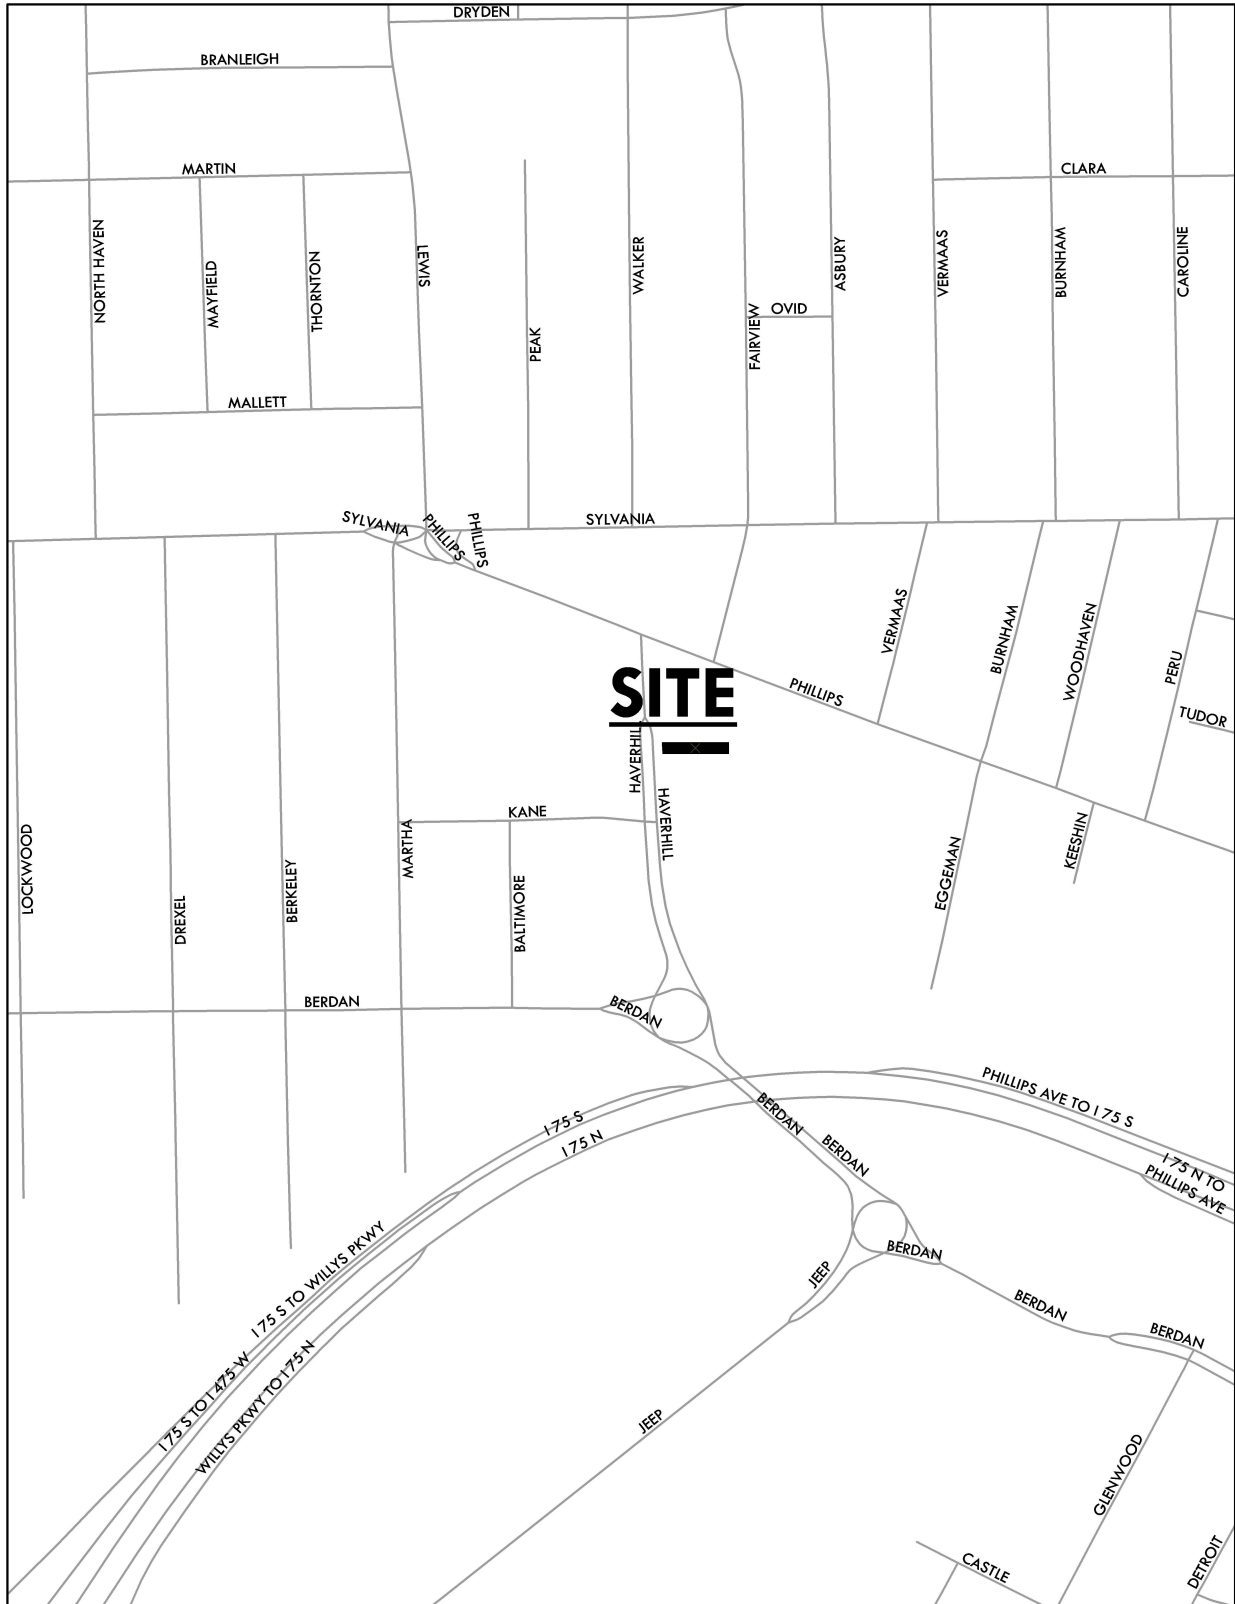 DRYDEN
BRANLEIGH
MARTIN
CLARA
NORTH HAVEN
MAYFIELD
THORNTON
LEWIS
PEAK
WALKER
FAIRVIEW
OVID
ASBURY
VERMAAS
BURNHAM
CAROLINE
MALLETT
SYLVANIA
PHILLIPS
PHILLIPS
SYLVANIA
VERMAAS
BURNHAM
WOODHAVEN
PERU
TUDOR
SITE
PHILLIPS
HAVERHILL
HAVERHILL
KANE
LOCKWOOD
DREXEL
BERKELEY
MARTHA
BALTIMORE
EGGEMAN
KEESHIN
BERDAN
BERDAN
PHILLIPS AVE TO I 75 S
I 75 S
I 75 N
BERDAN
BERDAN
I 75 N TO
PHILLIPS AVE
I 75 S TO WILLYS PKWY
JEEP
BERDAN
BERDAN
BERDAN
I 75 S TO I 475 W
WILLYS PKWY TO I 75 N
JEEP
GLENWOOD
CASTLE
DETROIT